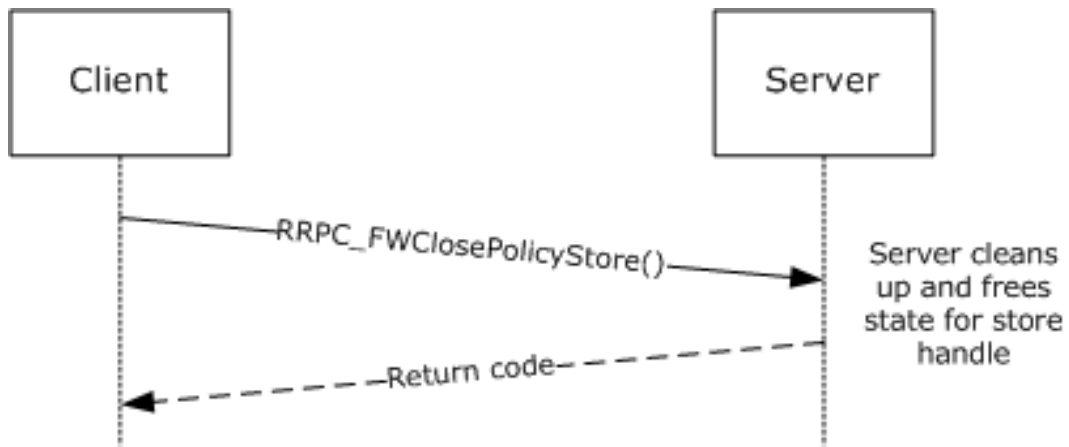 Client
Server
RRPC_FWClosePolicyStore()
Server cleans
up and frees
state for store
handle
Return code